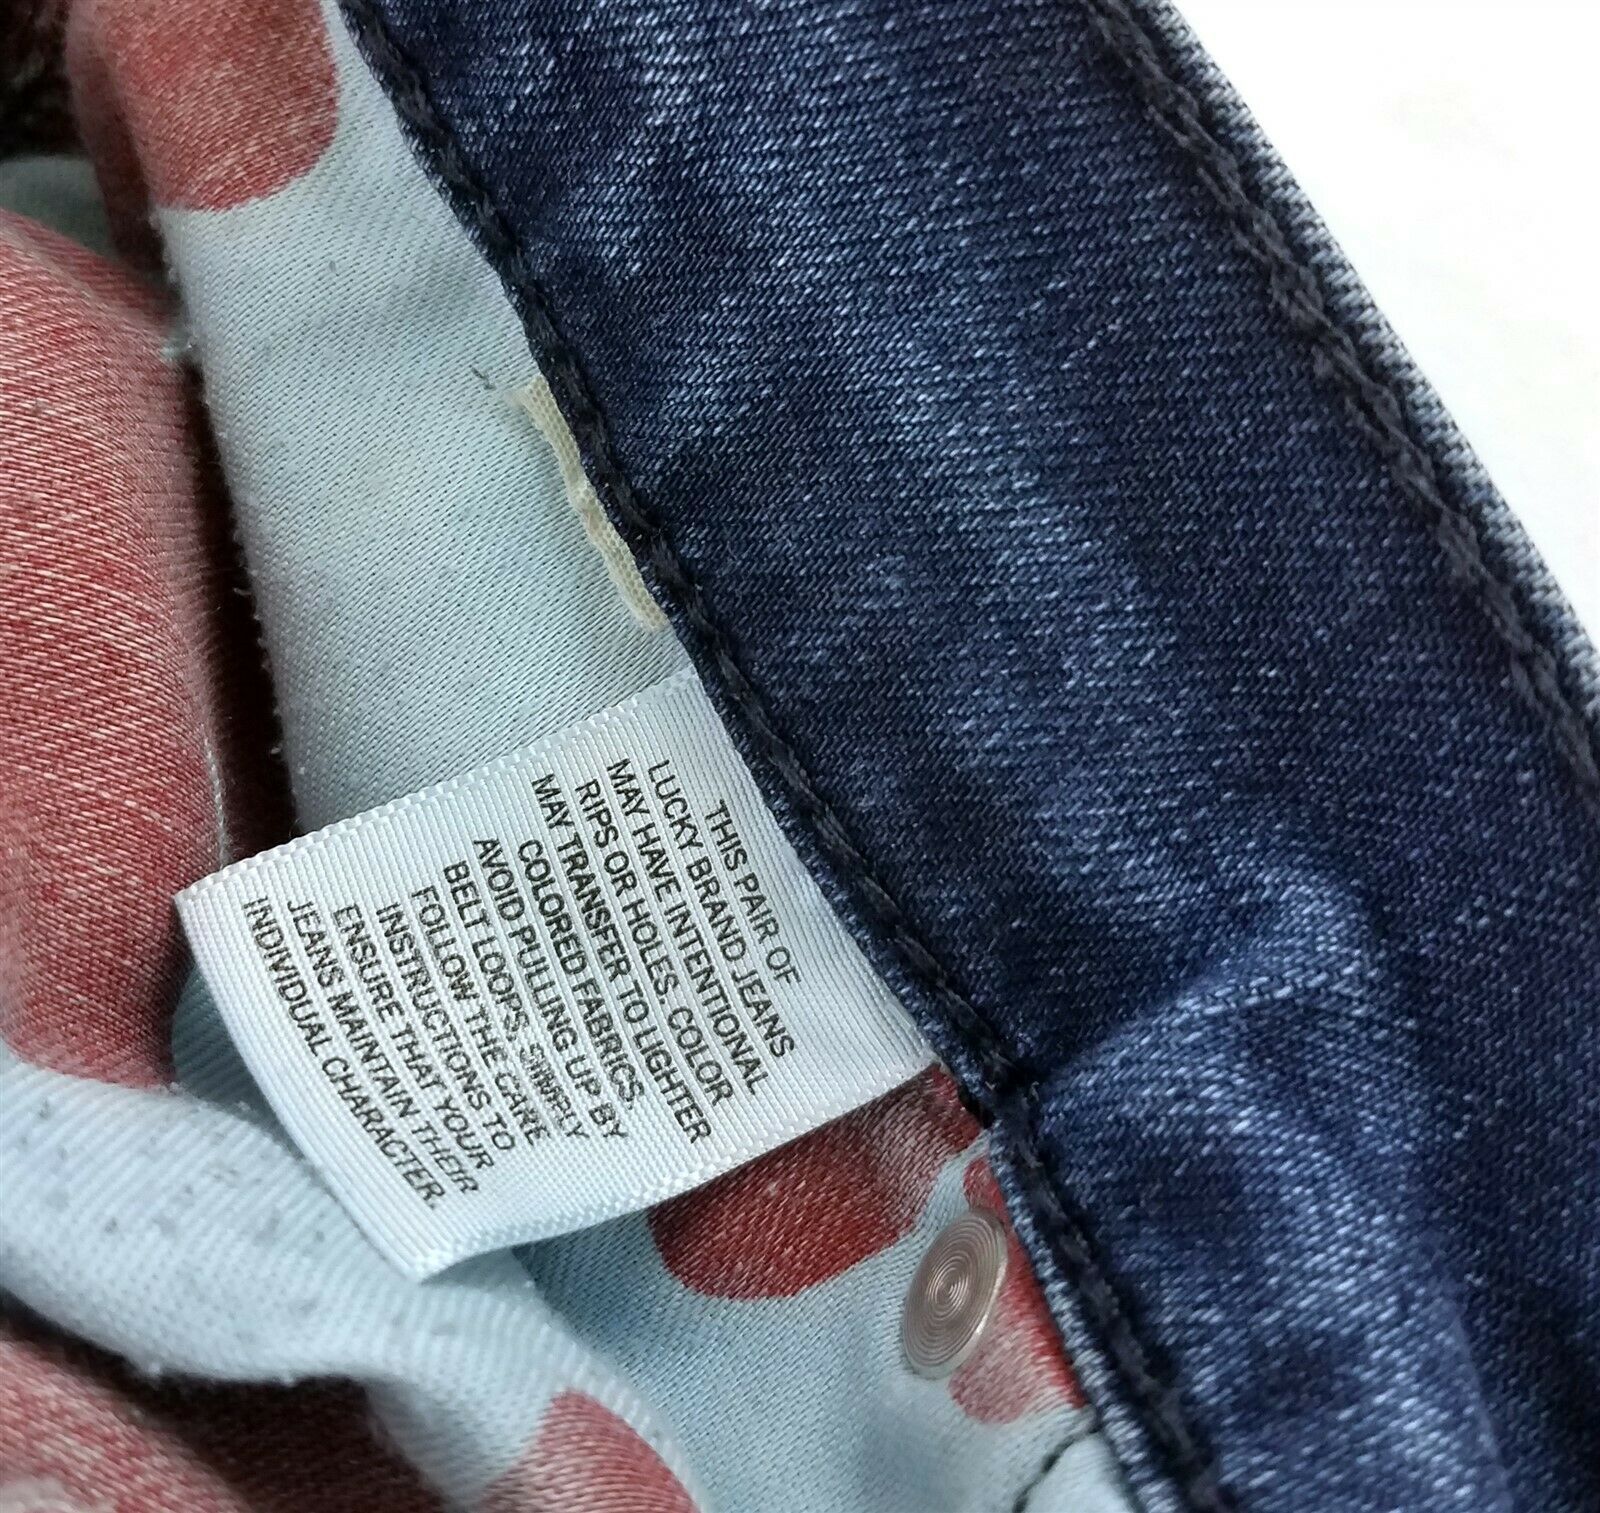 THIS PAIR OF
LUCKY BRAND JEANS
MAY HAVE INTENTIONAL
RIPS OR HOLES. COLOR
MAY TRANSFER TO LIGHTER
COLORED FABRICS.
AVOID PULLING UP BY
BELT LOOPS. SIMPLY
FOLLOW THE CARE
INSTRUCTIONS TO
ENSURE THAT YOUR
JEANS MAINTAIN THEIR
INDIVIDUAL CHARACTER.